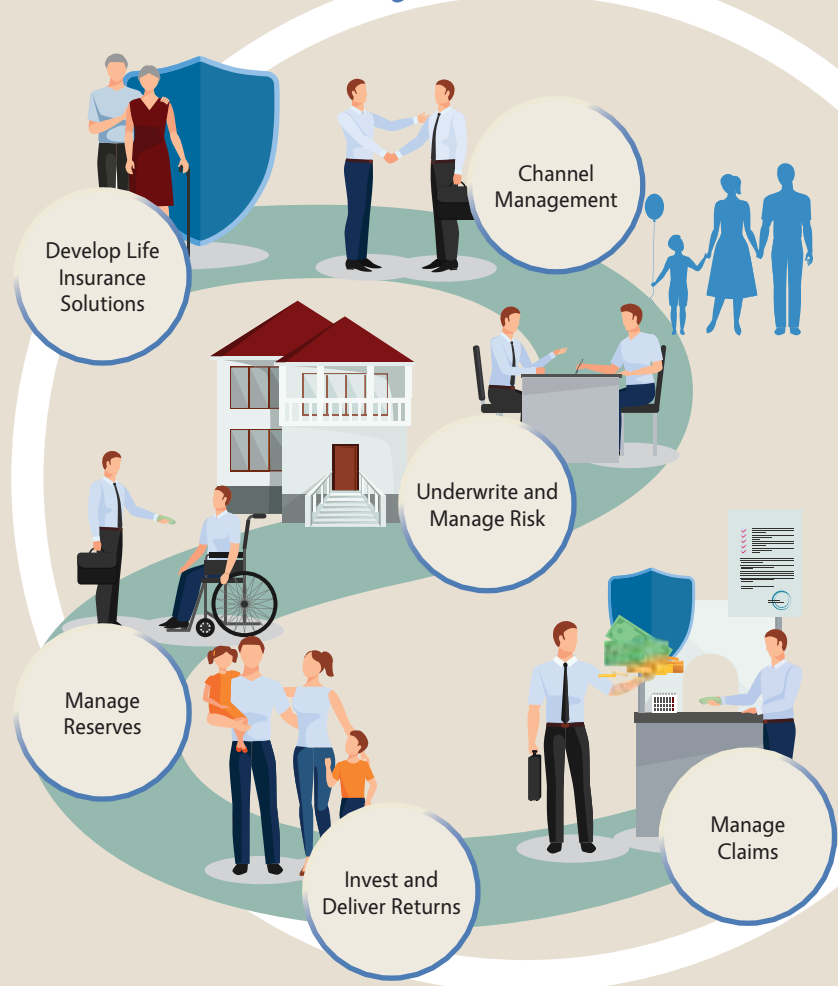 Develop Life
Insurance
Solutions
Channel
Management
Underwrite and
Manage Risk
Manage
Reserves
Invest and
Deliver Returns
Manage
Claims